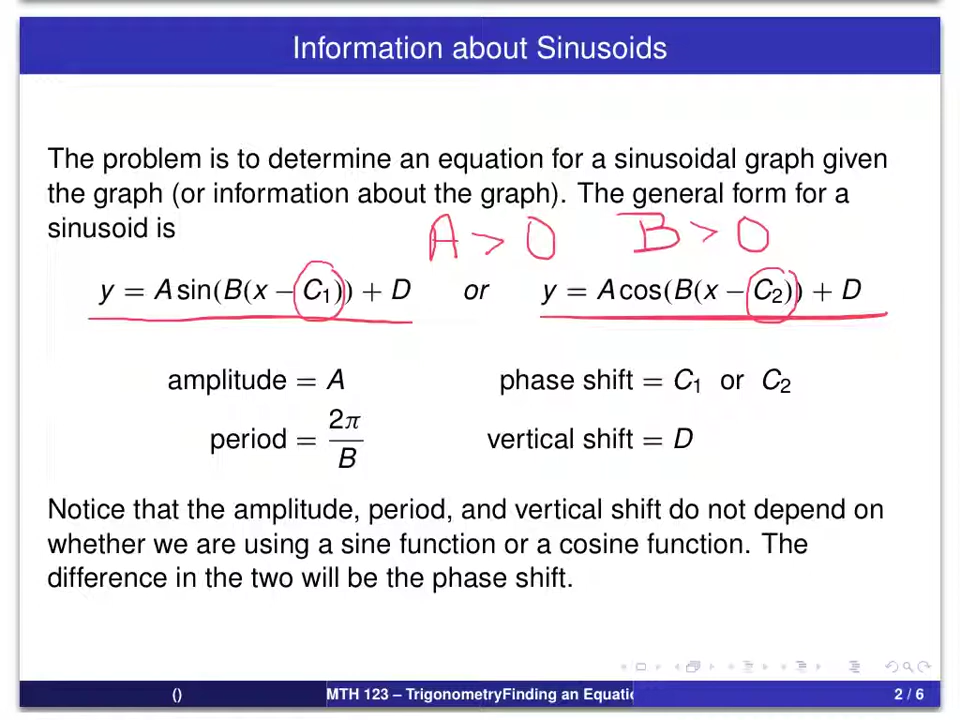 Information about Sinusoids
The problem is to determine an equation for a sinusoidal graph given
the graph (or information about the graph). The general form for a
sinusoid is
A > 0 B > 0
y = A sin(B(x − C₁)) + D or y = A cos(B(x − C₂)) + D
amplitude = A phase shift = C₁ or C₂
period = 2π/B vertical shift = D
Notice that the amplitude, period, and vertical shift do not depend on
whether we are using a sine function or a cosine function. The
difference in the two will be the phase shift.
() MTH 123 – TrigonometryFinding an Equatio 2 / 6